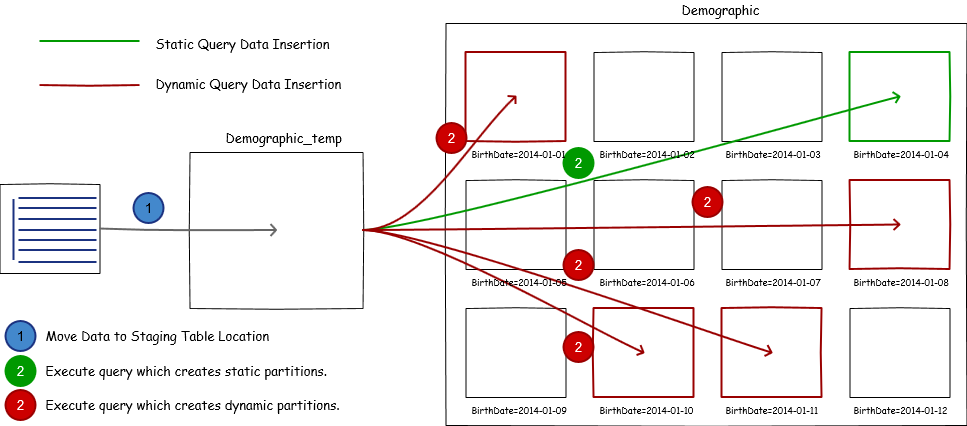 Demographic
Static Query Data Insertion
Dynamic Query Data Insertion
Demographic_temp
2
BirthDate=2014-01-01
BirthDate=2014-01-02
BirthDate=2014-01-03
BirthDate=2014-01-04
2
1
2
2
BirthDate=2014-01-05
BirthDate=2014-01-06
BirthDate=2014-01-07
BirthDate=2014-01-08
2
1 Move Data to Staging Table Location
2 Execute query which creates static partitions.
2 Execute query which creates dynamic partitions.
BirthDate=2014-01-09
BirthDate=2014-01-10
BirthDate=2014-01-11
BirthDate=2014-01-12